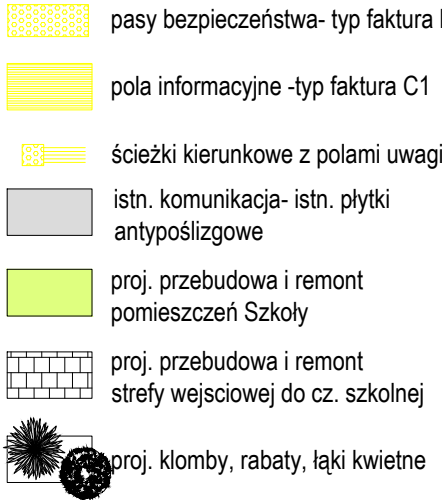 pasy bezpieczeństwa- typ faktura
pola informacyjne -typ faktura C1
ścieżki kierunkowe z polami uwagi
istn. komunikacja- istn. płytki
antypoślizgowe
proj. przebudowa i remont
pomieszczeń Szkoły
proj. przebudowa i remont
strefy wejsciowej do cz. szkolnej
proj. klomby, rabaty, łąki kwietne